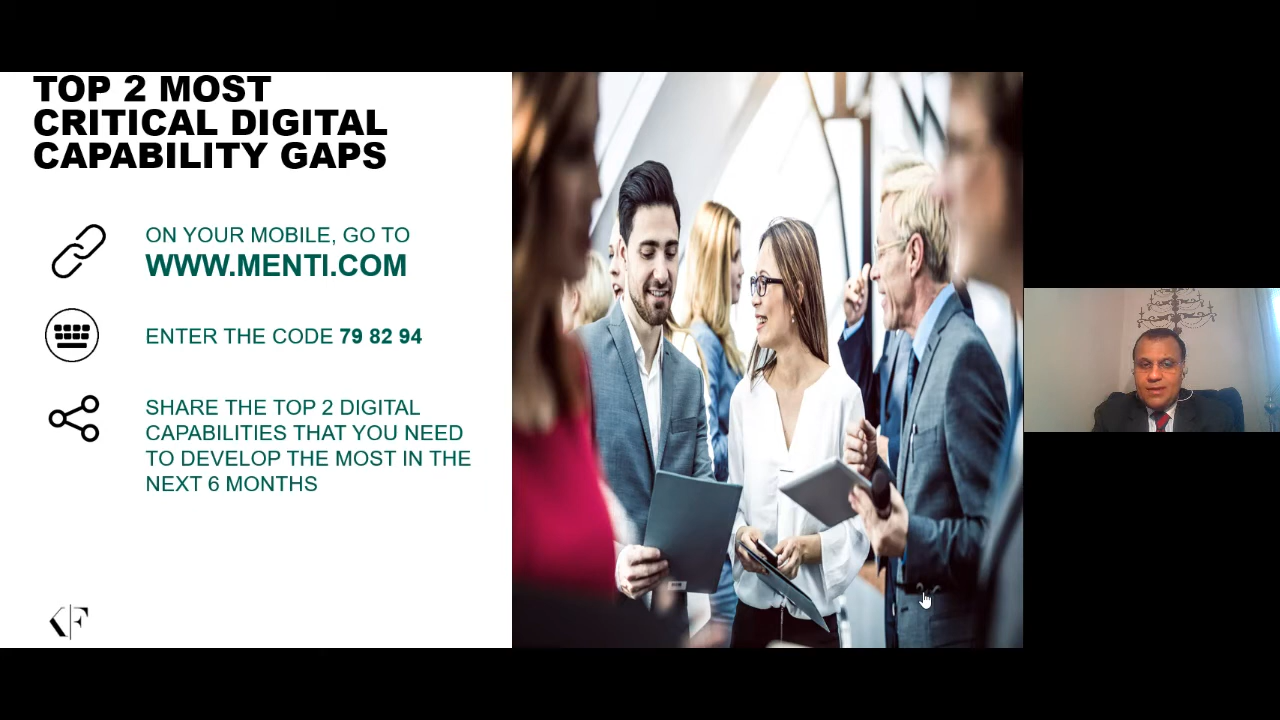 TOP 2 MOST
CRITICAL DIGITAL
CAPABILITY GAPS
ON YOUR MOBILE, GO TO
WWW.MENTI.COM
ENTER THE CODE 79 82 94
SHARE THE TOP 2 DIGITAL
CAPABILITIES THAT YOU NEED
TO DEVELOP THE MOST IN THE
NEXT 6 MONTHS
KF